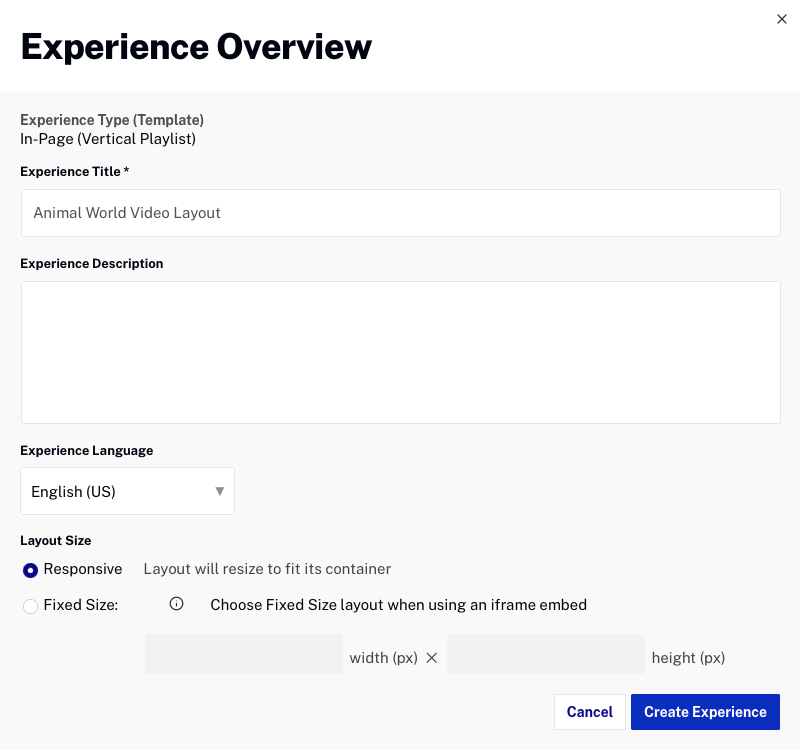 Experience Overview
Experience Type (Template)
In-Page (Vertical Playlist)
Experience Title *
Animal World Video Layout
Experience Description
Experience Language
English (US)
Layout Size
Responsive Layout will resize to fit its container
Fixed Size: Choose Fixed Size layout when using an iframe embed
width (px) × height (px)
Cancel Create Experience